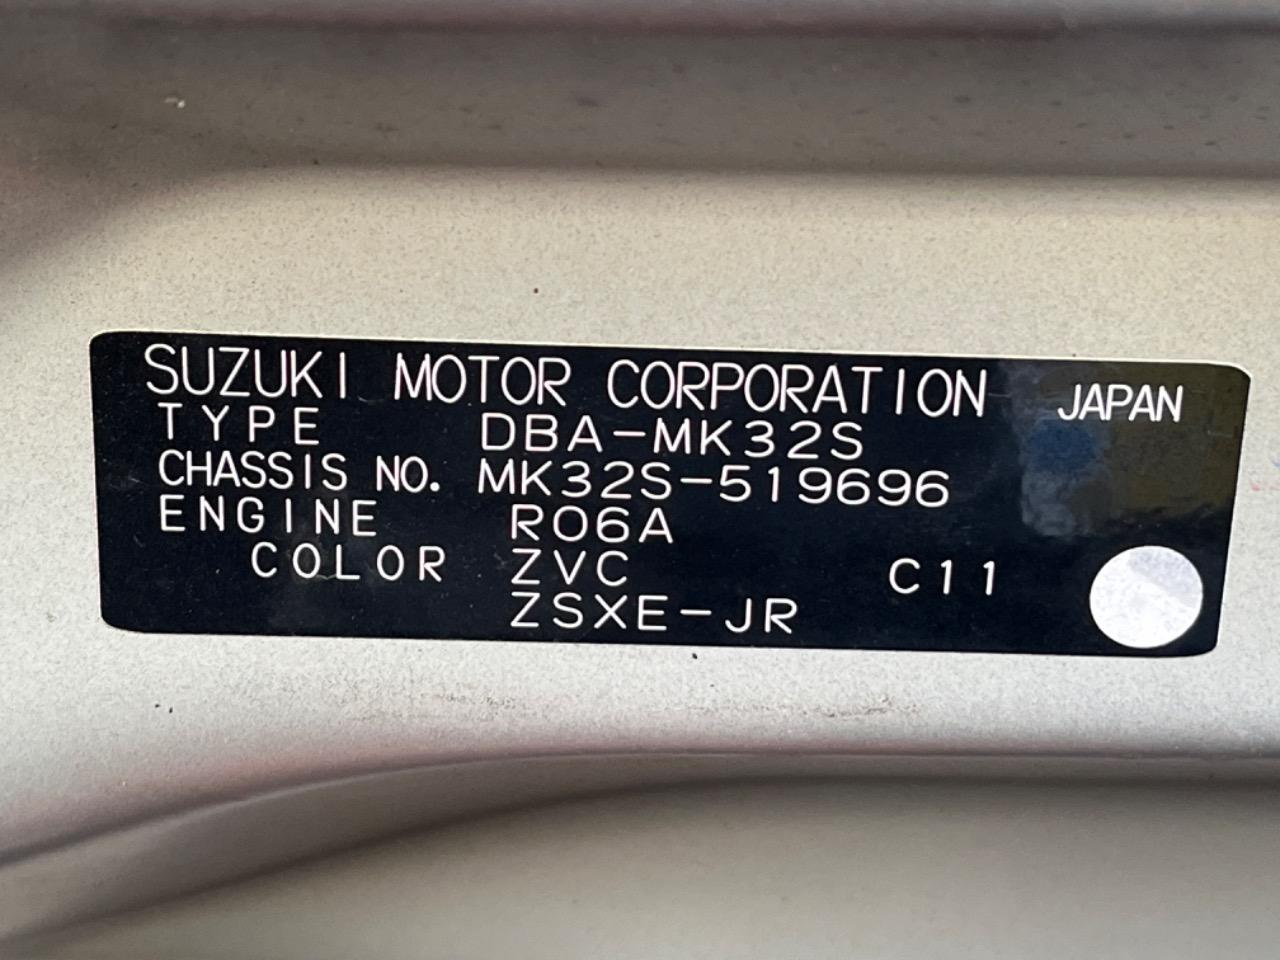 SUZUKI MOTOR CORPORATION JAPAN
TYPE DBA-MK32S
CHASSIS NO. MK32S-519696
ENGINE R06A
COLOR ZVC C11
ZSXE-JR